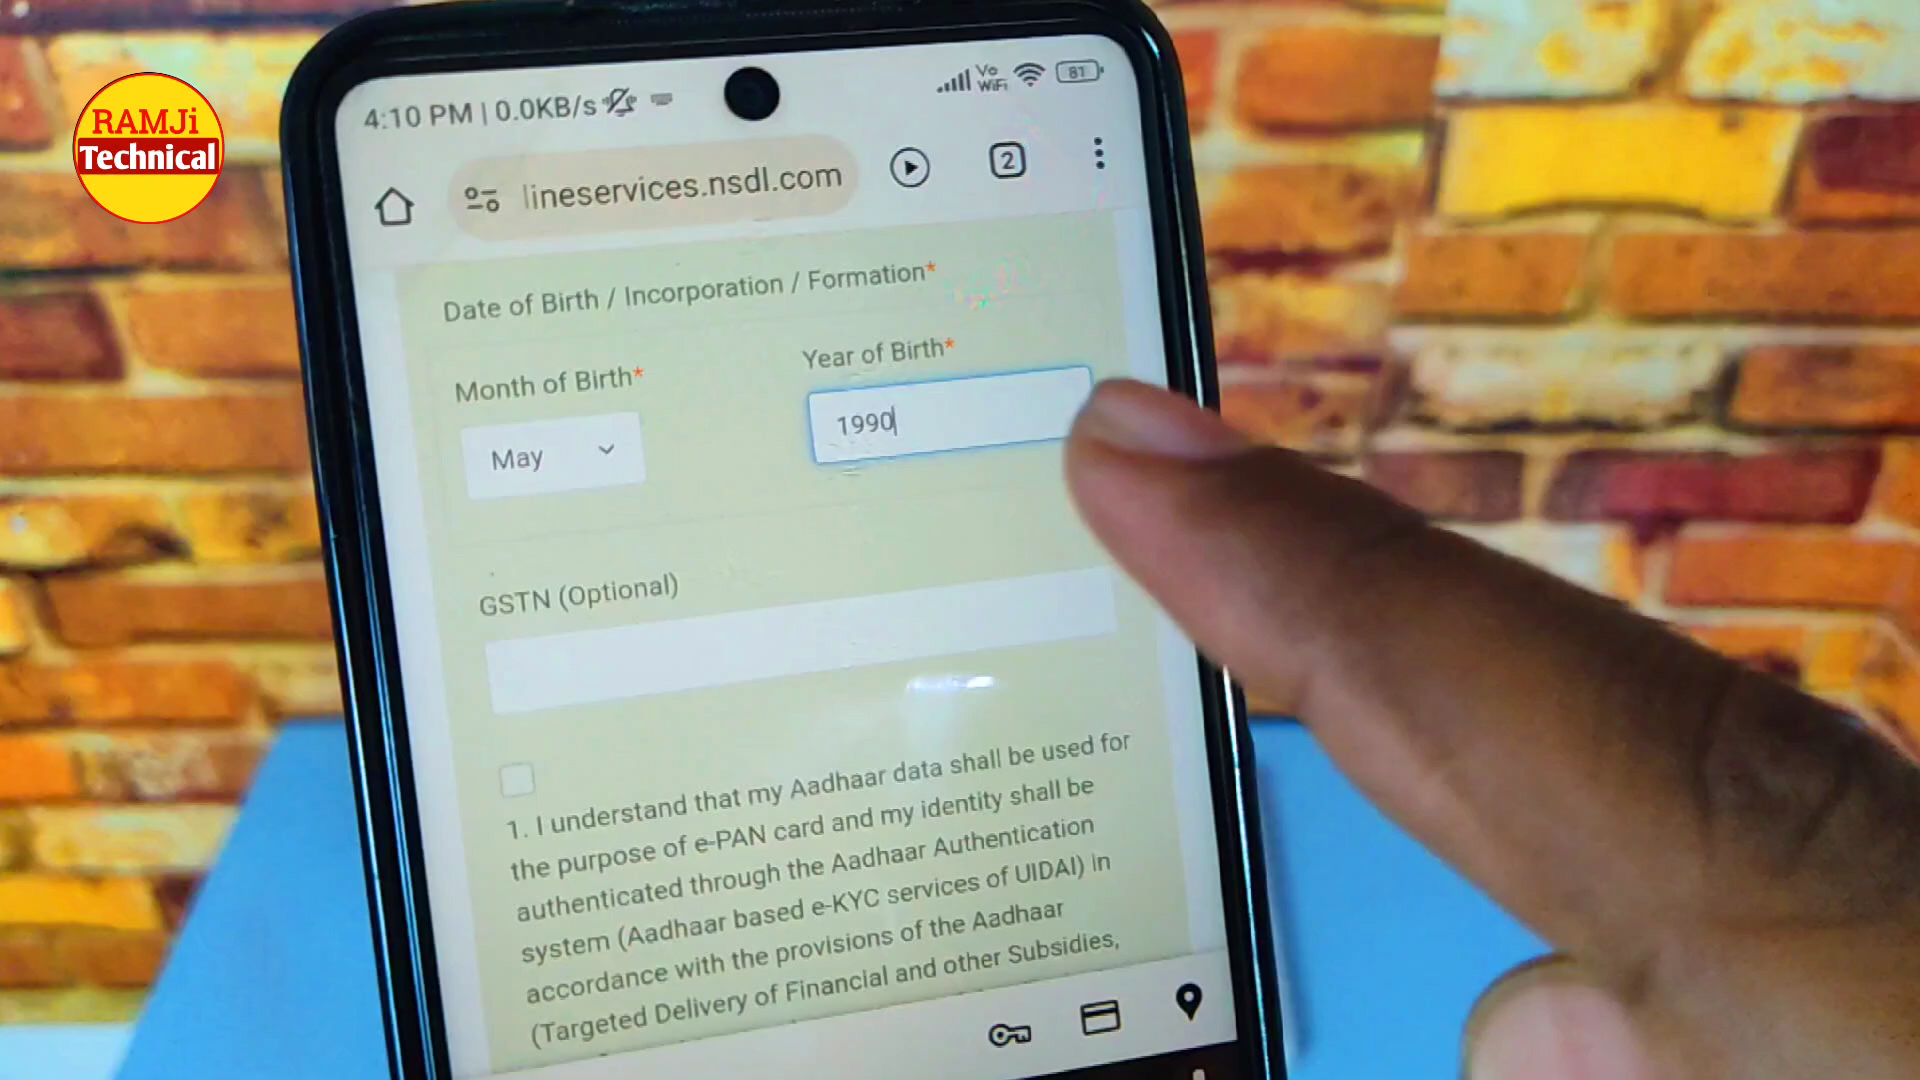 RAMJi
Technical
4:10 PM | 0.0KB/s
Vo
WiFi
81
lineservices.nsdl.com
2
Date of Birth / Incorporation / Formation*
Month of Birth*
Year of Birth*
May
1990
GSTN (Optional)
1. I understand that my Aadhaar data shall be used for
the purpose of e-PAN card and my identity shall be
authenticated through the Aadhaar Authentication
system (Aadhaar based e-KYC services of UIDAI) in
accordance with the provisions of the Aadhaar
(Targeted Delivery of Financial and other Subsidies,